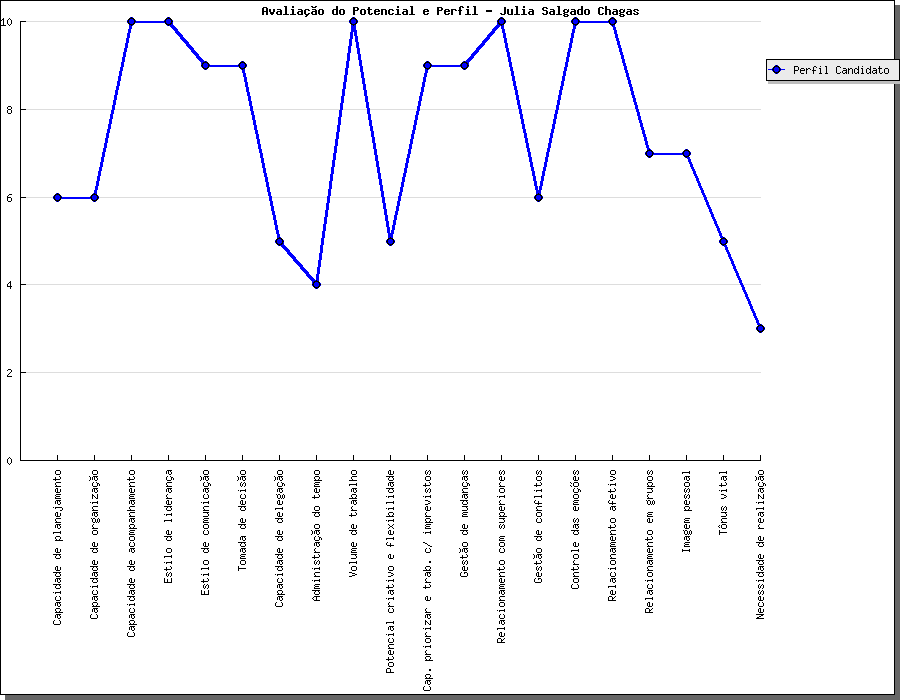 Avaliação do Potencial e Perfil - Julia Salgado Chagas
Perfil Candidato
10
8
6
4
2
0
Capacidade de planejamento
Capacidade de organização
Capacidade de acompanhamento
Estilo de liderança
Estilo de comunicação
Tomada de decisão
Capacidade de delegação
Administração do tempo
Volume de trabalho
Potencial criativo e flexibilidade
Cap. priorizar e trab. c/ imprevistos
Gestão de mudanças
Relacionamento com superiores
Gestão de conflitos
Controle das emoções
Relacionamento afetivo
Relacionamento em grupos
Imagem pessoal
Tônus vital
Necessidade de realização